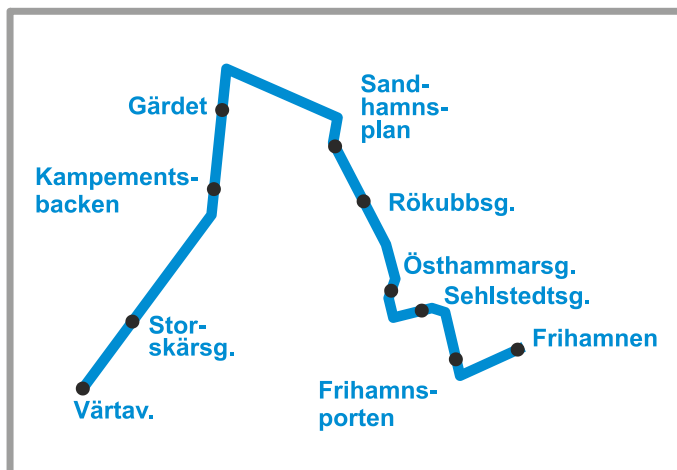 Gärdet
Sand-
hamns-
plan
Kampements-
backen
Rökubbsg.
Östhammarsg.
Sehlstedtsg.
Stor-
skärsg.
Frihamnen
Värtav.
Frihamns-
porten